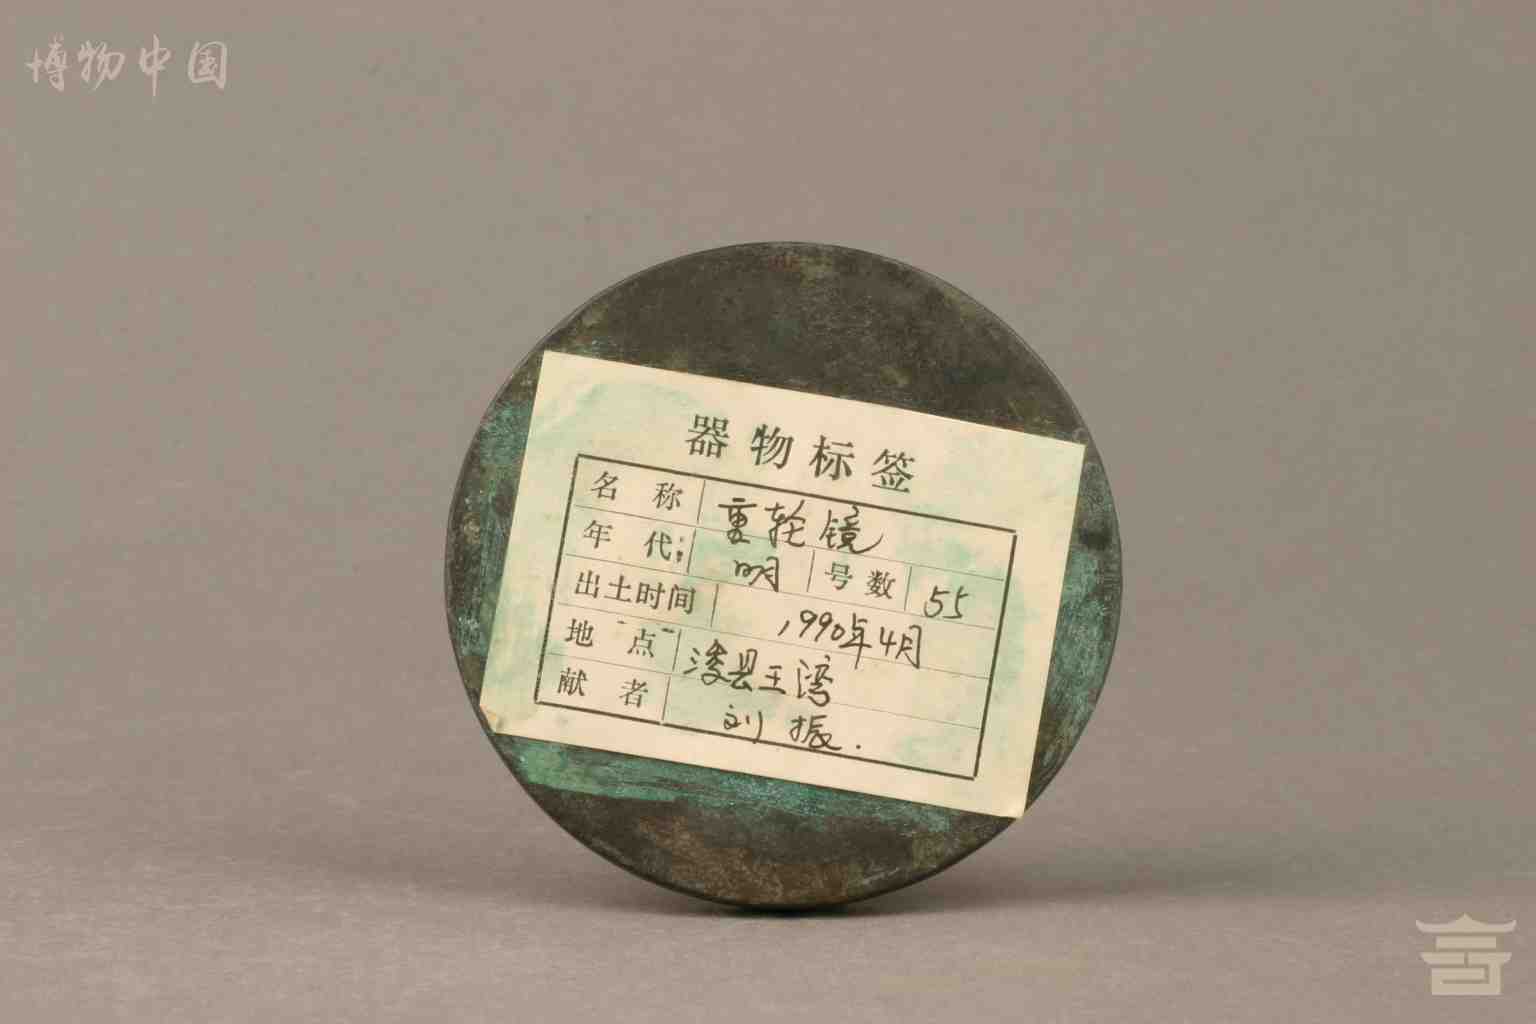 博物中国
器物标签
名称 重轮镜
年代: 明 号数 55
出土时间 1990年4月
地点 浚县王湾
献者 刘振.